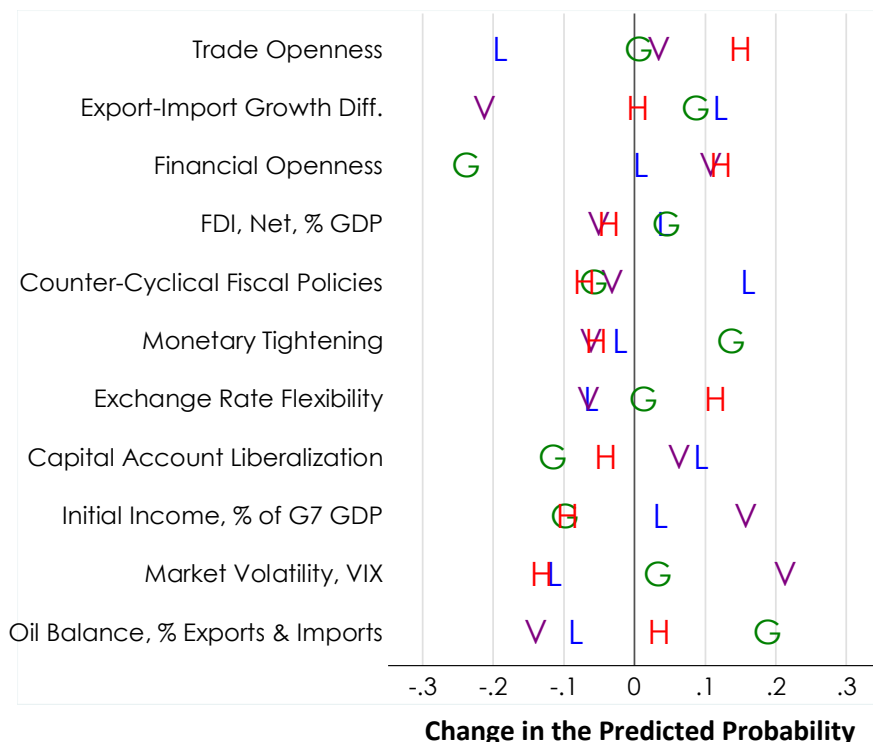 Trade Openness L G V H
Export-Import Growth Diff. V H G L
Financial Openness G L V H
FDI, Net, % GDP V H L G
Counter-Cyclical Fiscal Policies H G V L
Monetary Tightening V H L G
Exchange Rate Flexibility V L G H
Capital Account Liberalization G H V L
Initial Income, % of G7 GDP G H L V
Market Volatility, VIX H L G V
Oil Balance, % Exports & Imports V L H G
-.3 -.2 -.1 0 .1 .2 .3
Change in the Predicted Probability